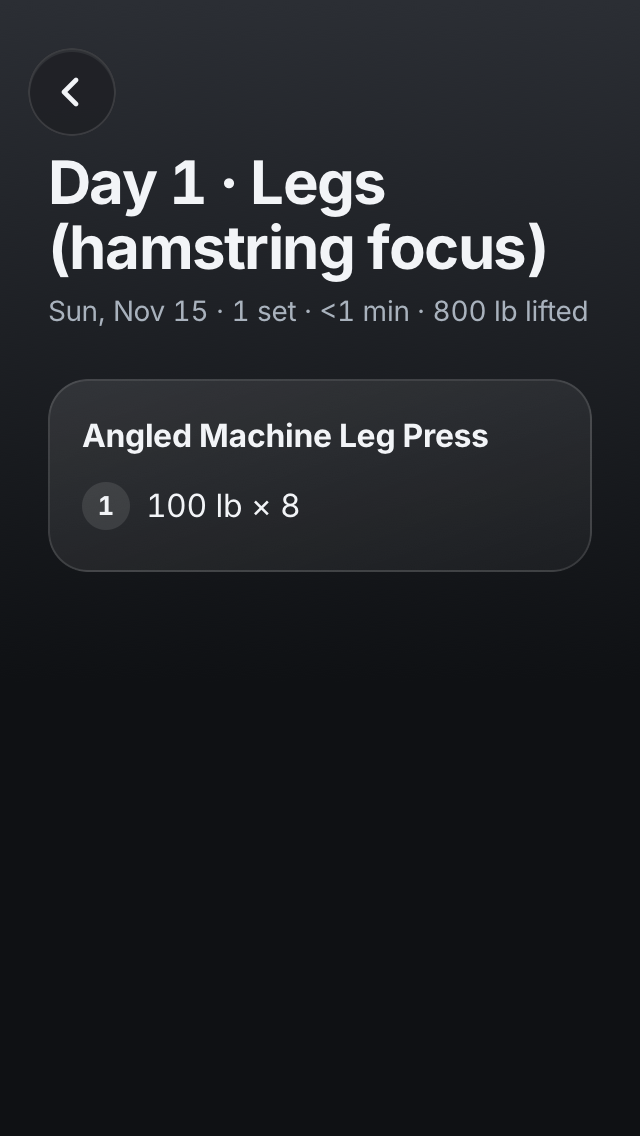 Day 1 · Legs
(hamstring focus)
Sun, Nov 15 · 1 set · <1 min · 800 lb lifted
Angled Machine Leg Press
1 100 lb × 8